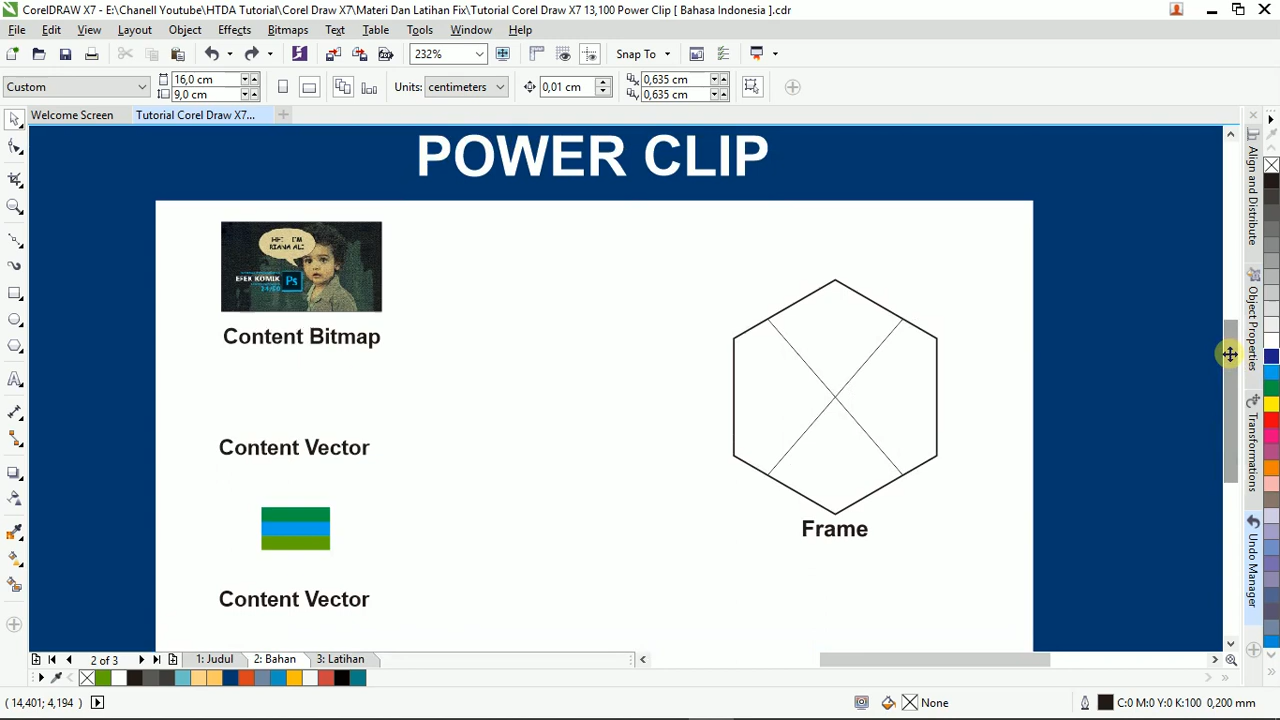 CorelDRAW X7 - E:\Chanell Youtube\HTDA Tutorial\Corel Draw X7\Materi Dan Latihan Fix\Tutorial Corel Draw X7 13,100 Power Clip [ Bahasa Indonesia ].cdr
File Edit View Layout Object Effects Bitmaps Text Table Tools Window Help
232% Snap To
Custom 16,0 cm 9,0 cm Units: centimeters 0,01 cm 0,635 cm 0,635 cm
Welcome Screen Tutorial Corel Draw X7...
POWER CLIP
EFEK KOMIK
Ps
Content Bitmap
Content Vector
Content Vector
Frame
Align and Distribute
Object Properties
Transformations
Undo Manager
2 of 3 1: Judul 2: Bahan 3: Latihan
(14,401; 4,194 ) None C:0 M:0 Y:0 K:100 0,200 mm